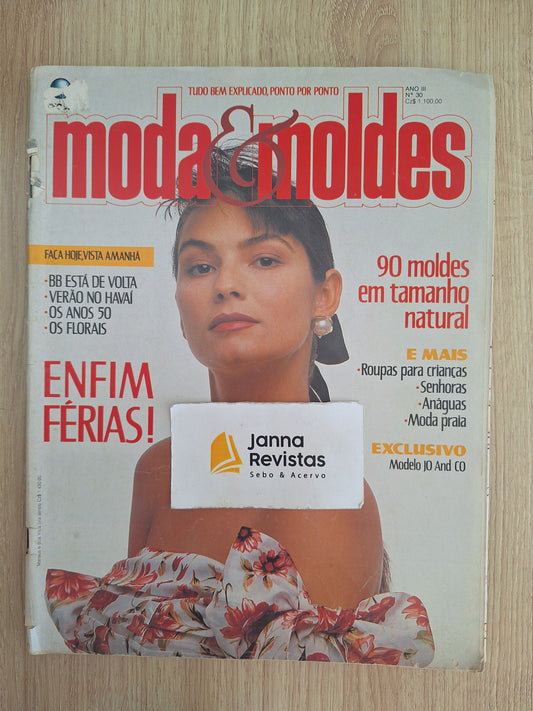 TUDO BEM EXPLICADO, PONTO POR PONTO
ANO III
Nº 30
Cz$ 1.100,00
moda&moldes
FAÇA HOJE, VISTA AMANHÃ
•BB ESTÁ DE VOLTA
•VERÃO NO HAVAÍ
•OS ANOS 50
•OS FLORAIS
ENFIM
FÉRIAS!
90 moldes
em tamanho
natural
E MAIS
•Roupas para crianças
•Senhoras
•Anáguas
•Moda praia
EXCLUSIVO
Modelo JO And CO
Janna
Revistas
Sebo & Acervo